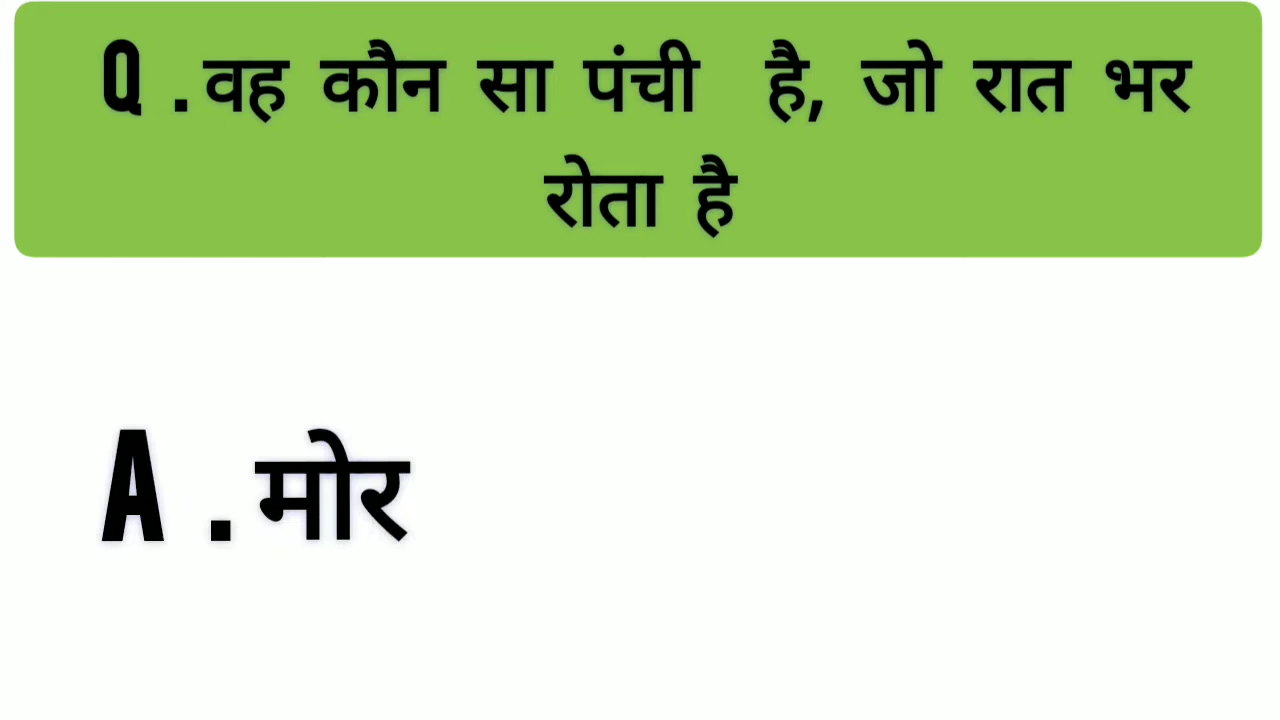 Q .वह कौन सा पंची है, जो रात भर
रोता है
A .मोर